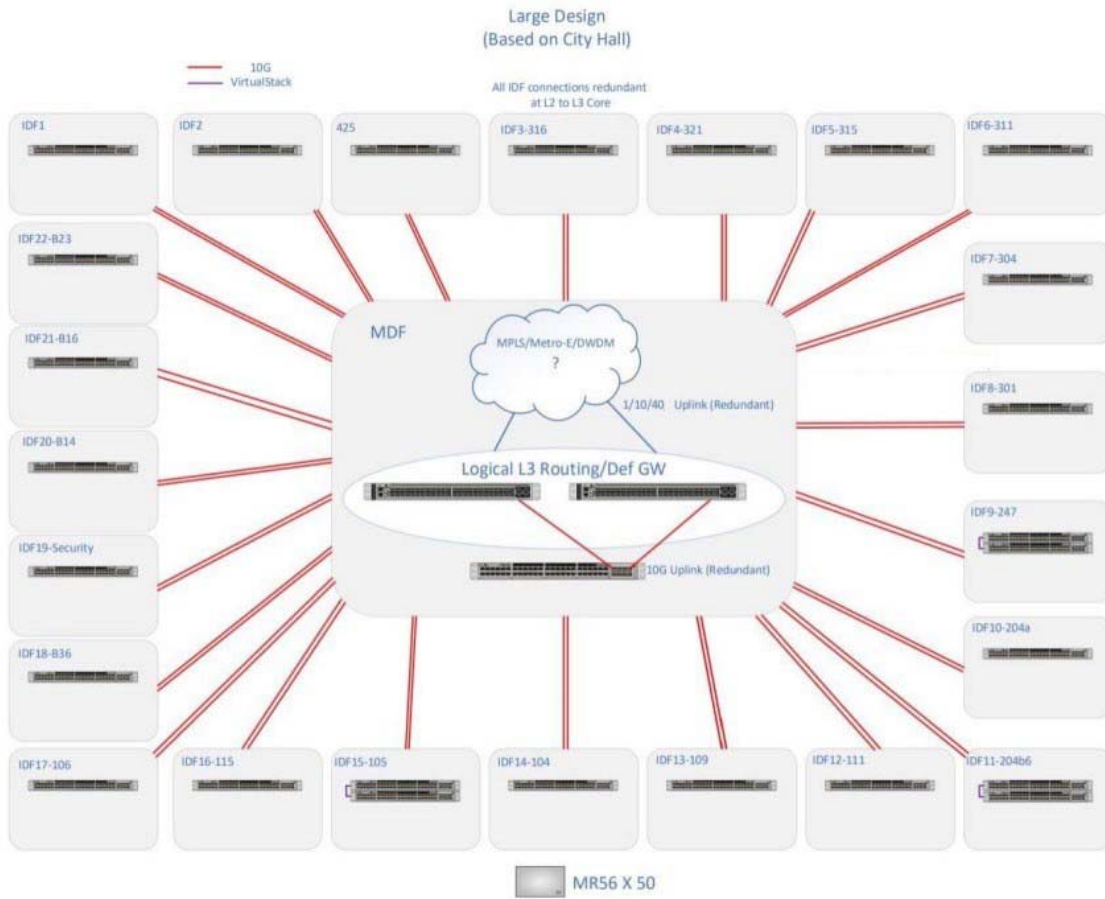 Large Design
(Based on City Hall)
10G
VirtualStack
All IDF connections redundant
at L2 to L3 Core
IDF1
IDF2
425
IDF3-316
IDF4-321
IDF5-315
IDF6-311
IDF22-B23
IDF7-304
IDF21-B16
MDF
MPLS/Metro-E/DWDM
?
1/10/40 Uplink (Redundant)
IDF8-301
IDF20-B14
Logical L3 Routing/Def GW
IDF9-247
IDF19-Security
10G Uplink (Redundant)
IDF10-204a
IDF18-B36
IDF17-106
IDF16-115
IDF15-105
IDF14-104
IDF13-109
IDF12-111
IDF11-204b6
MR56 X 50